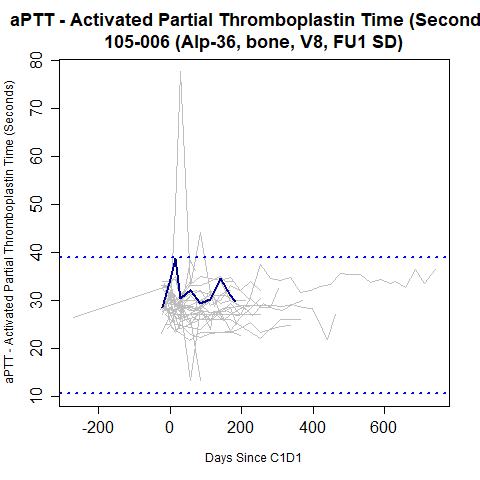 aPTT - Activated Partial Thromboplastin Time (Second
105-006 (Alp-36, bone, V8, FU1 SD)
aPTT - Activated Partial Thromboplastin Time (Seconds)
80
70
60
50
40
30
20
10
-200 0 200 400 600
Days Since C1D1